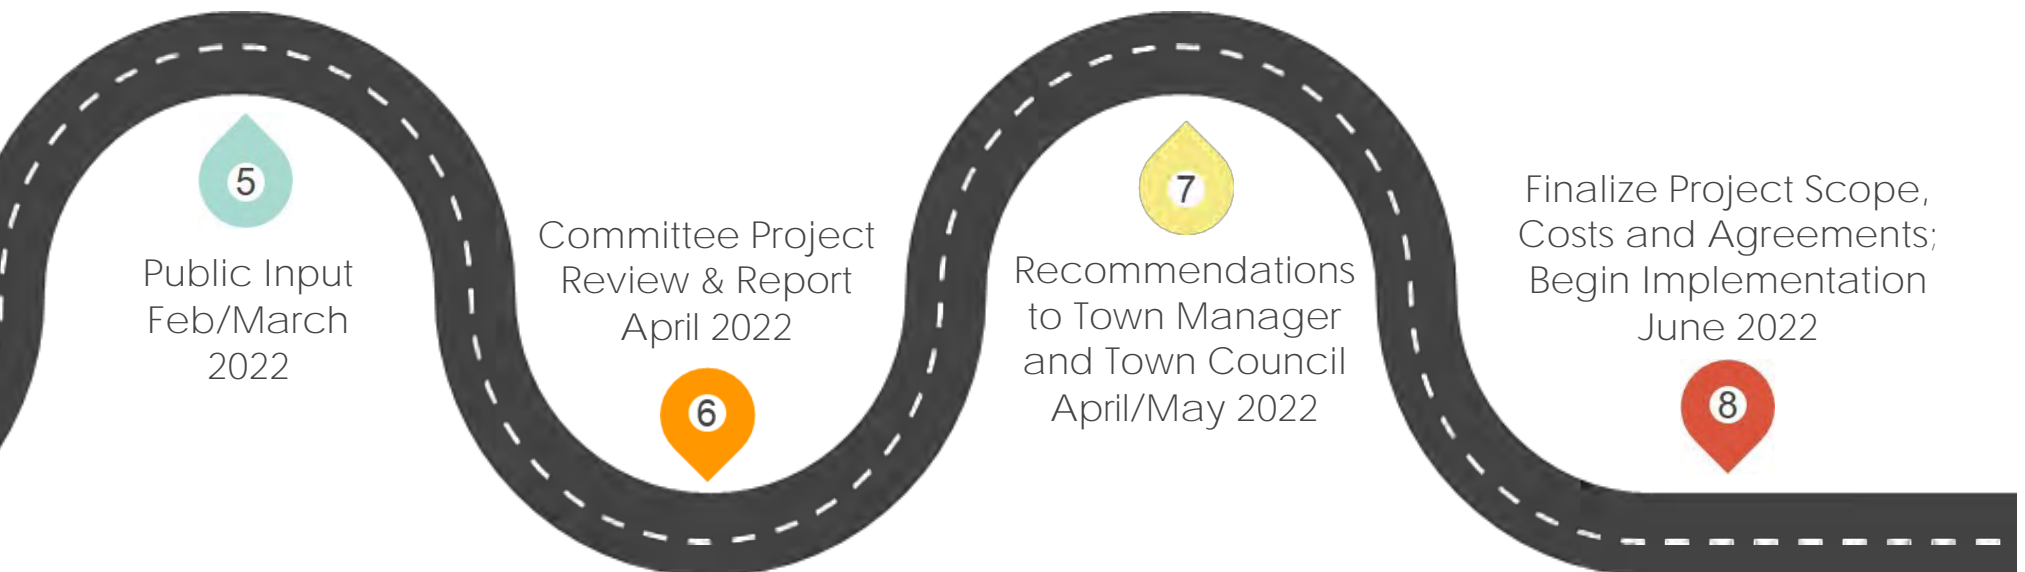 5
Public Input
Feb/March
2022
Committee Project
Review & Report
April 2022
6
7
Recommendations
to Town Manager
and Town Council
April/May 2022
Finalize Project Scope,
Costs and Agreements;
Begin Implementation
June 2022
8